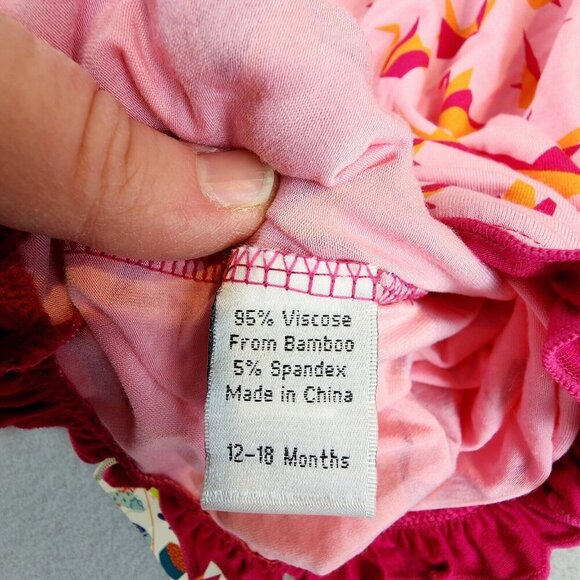 95% Viscose
From Bamboo
5% Spandex
Made in China
12-18 Months